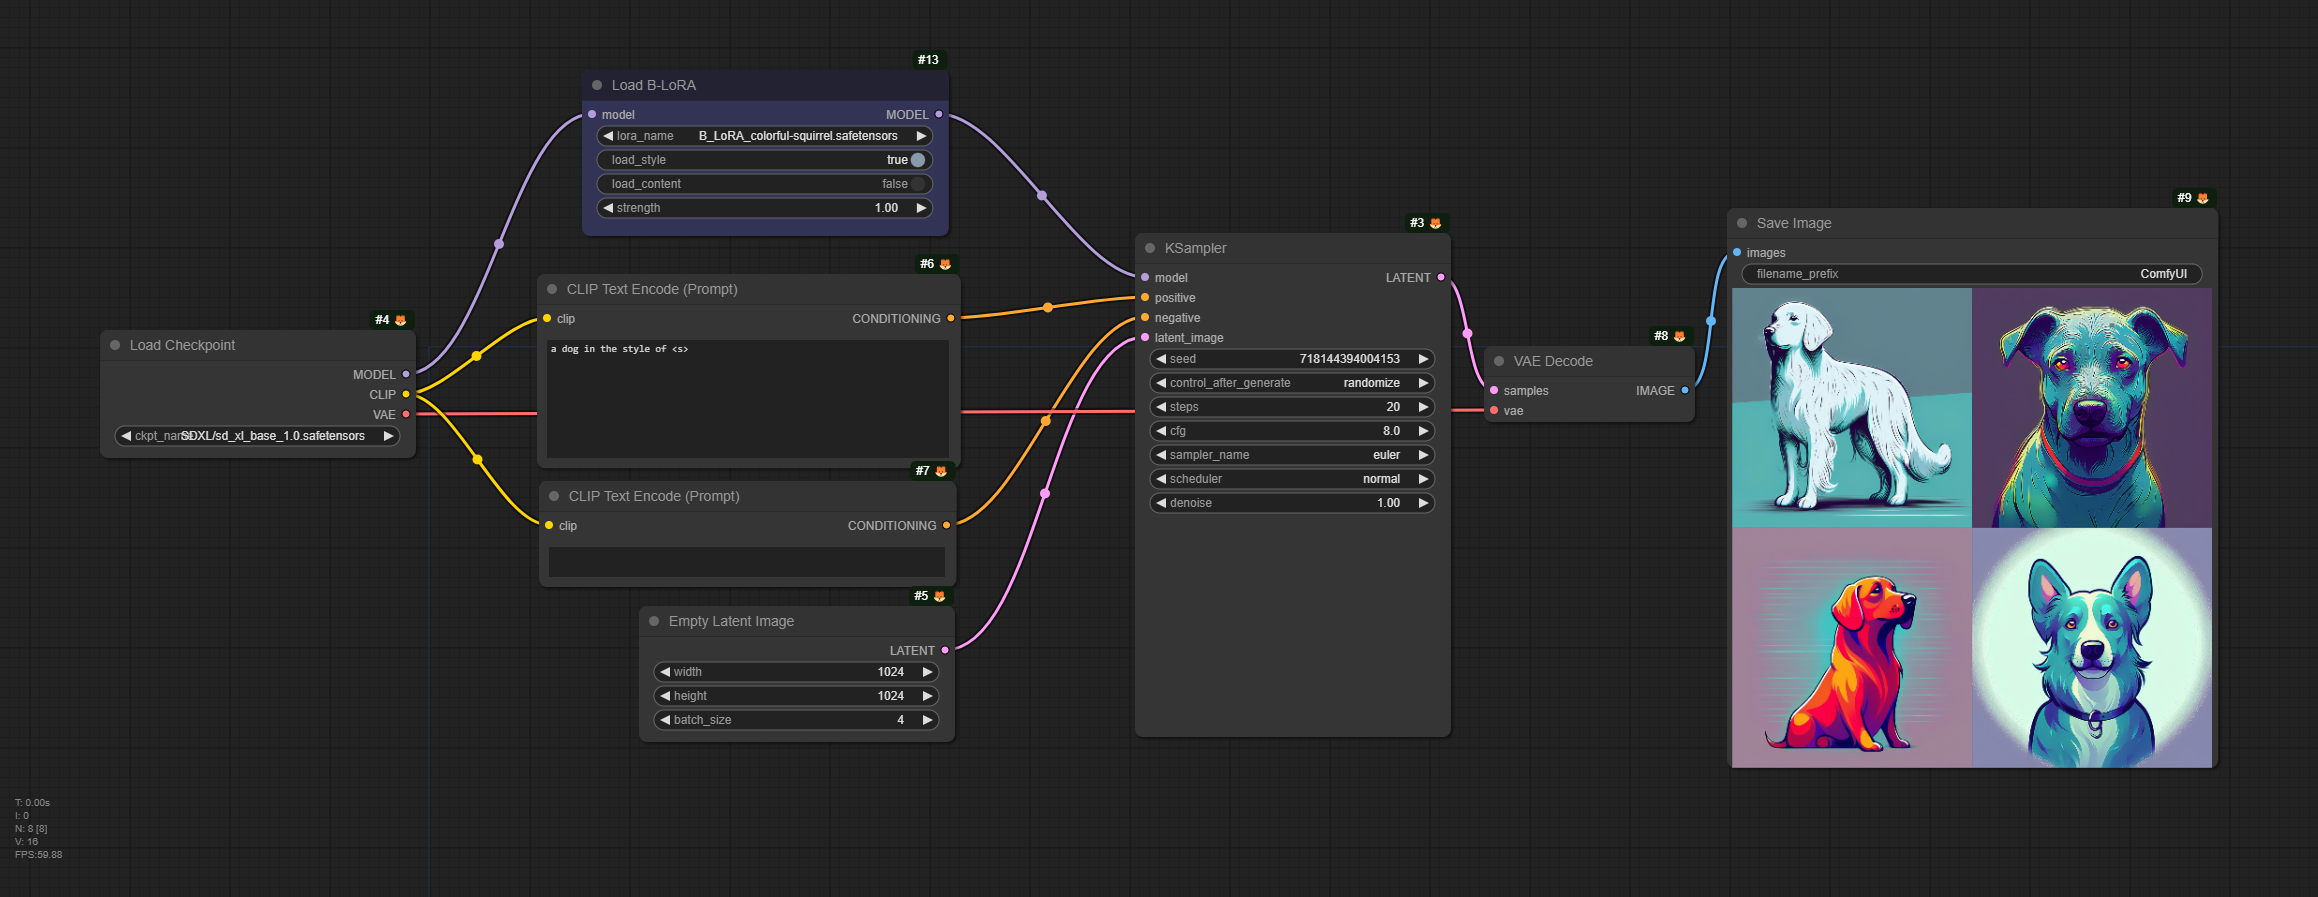 #13
Load B-LoRA
model MODEL
lora_name B_LoRA_colorful-squirrel.safetensors
load_style true
load_content false
strength 1.00
#4
Load Checkpoint
MODEL
CLIP
VAE
ckpt_name SDXL/sd_xl_base_1.0.safetensors
#6
CLIP Text Encode (Prompt)
clip CONDITIONING
a dog in the style of <s>
#7
CLIP Text Encode (Prompt)
clip CONDITIONING
#5
Empty Latent Image
LATENT
width 1024
height 1024
batch_size 4
#3
KSampler
model LATENT
positive
negative
latent_image
seed 718144394004153
control_after_generate randomize
steps 20
cfg 8.0
sampler_name euler
scheduler normal
denoise 1.00
#8
VAE Decode
samples IMAGE
vae
#9
Save Image
images
filename_prefix ComfyUI
T: 0.00s
I: 0
N: 8 [8]
V: 16
FPS:59.88